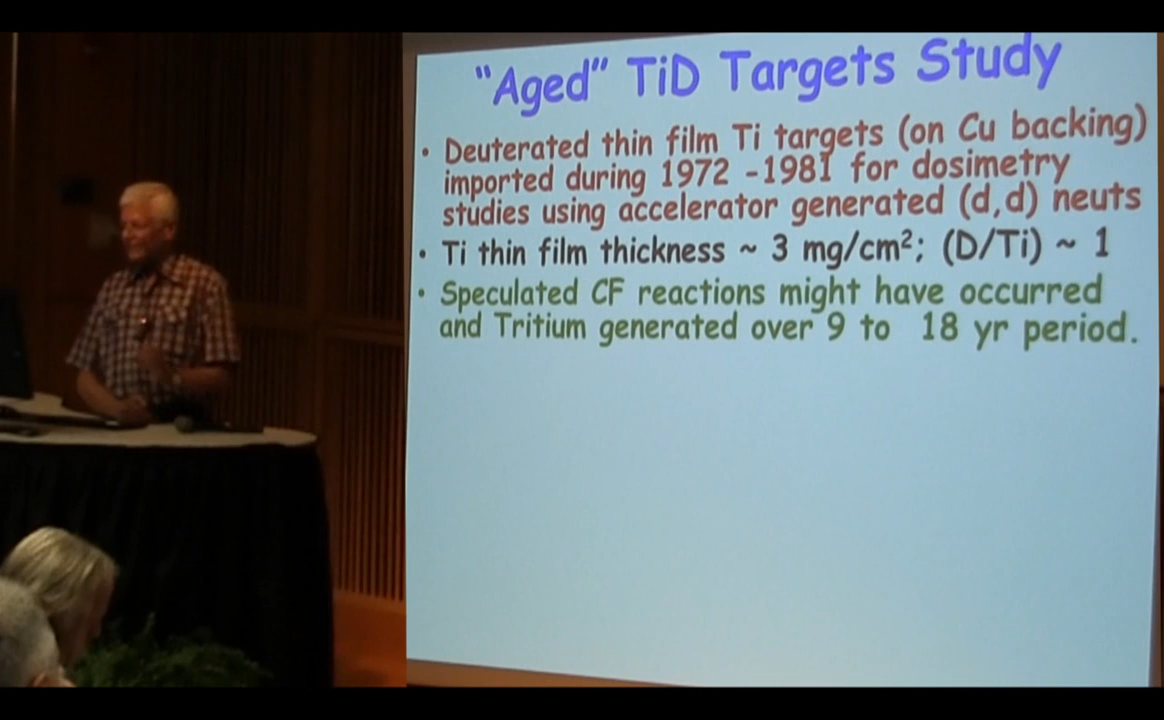 "Aged" TiD Targets Study
• Deuterated thin film Ti targets (on Cu backing)
imported during 1972 -1981 for dosimetry
studies using accelerator generated (d,d) neuts
• Ti thin film thickness ~ 3 mg/cm²; (D/Ti) ~ 1
• Speculated CF reactions might have occurred
and Tritium generated over 9 to 18 yr period.